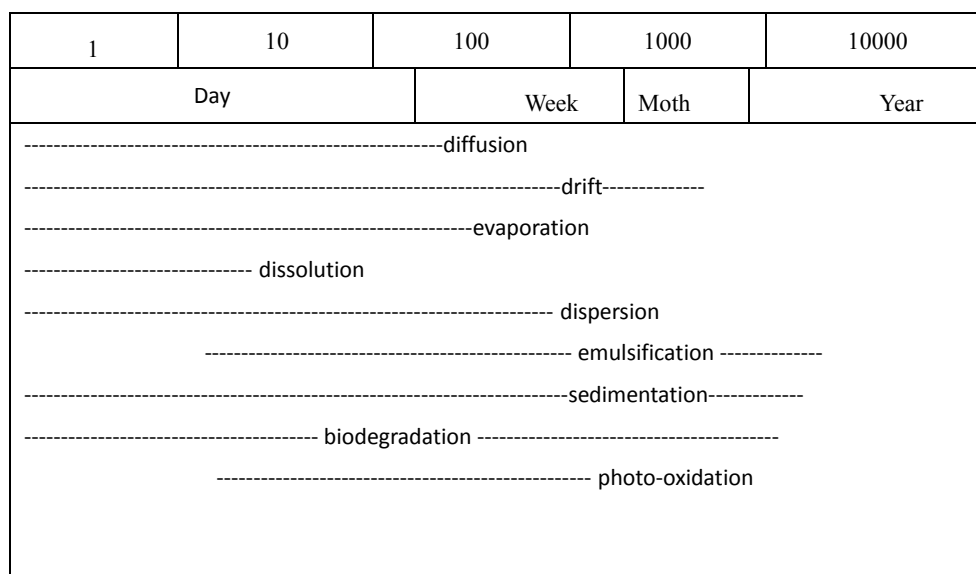 1 10 100 1000 10000
Day Week Moth Year
----------------------------------------------------------diffusion
--------------------------------------------------------------------------drift--------------
--------------------------------------------------------------evaporation
-------------------------------- dissolution
------------------------------------------------------------------------- dispersion
--------------------------------------------------- emulsification --------------
---------------------------------------------------------------------------sedimentation-------------
----------------------------------------- biodegradation ------------------------------------------
---------------------------------------------------- photo-oxidation